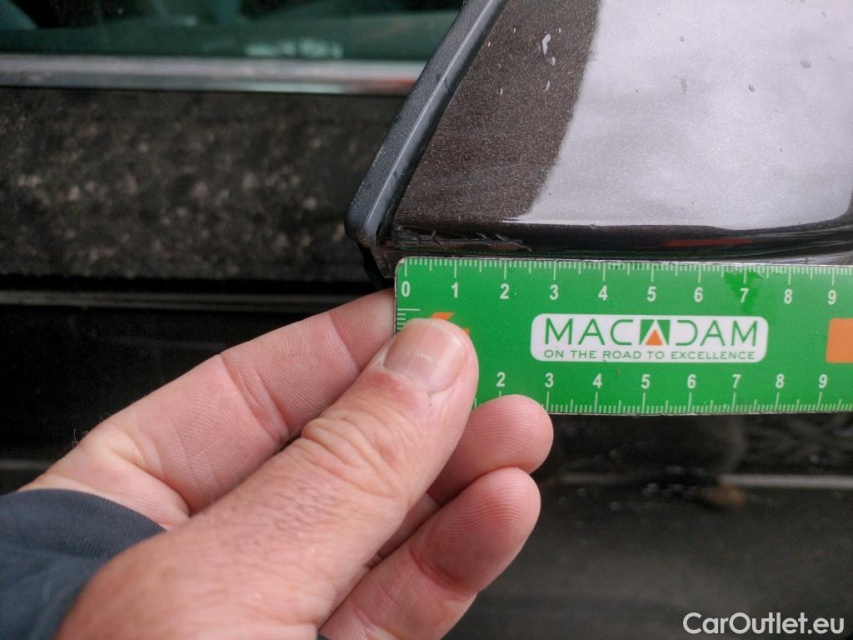 0 1 2 3 4 5 6 7 8 9
MACADAM
ON THE ROAD TO EXCELLENCE
2 3 4 5 6 7 8 9
CarOutlet.eu